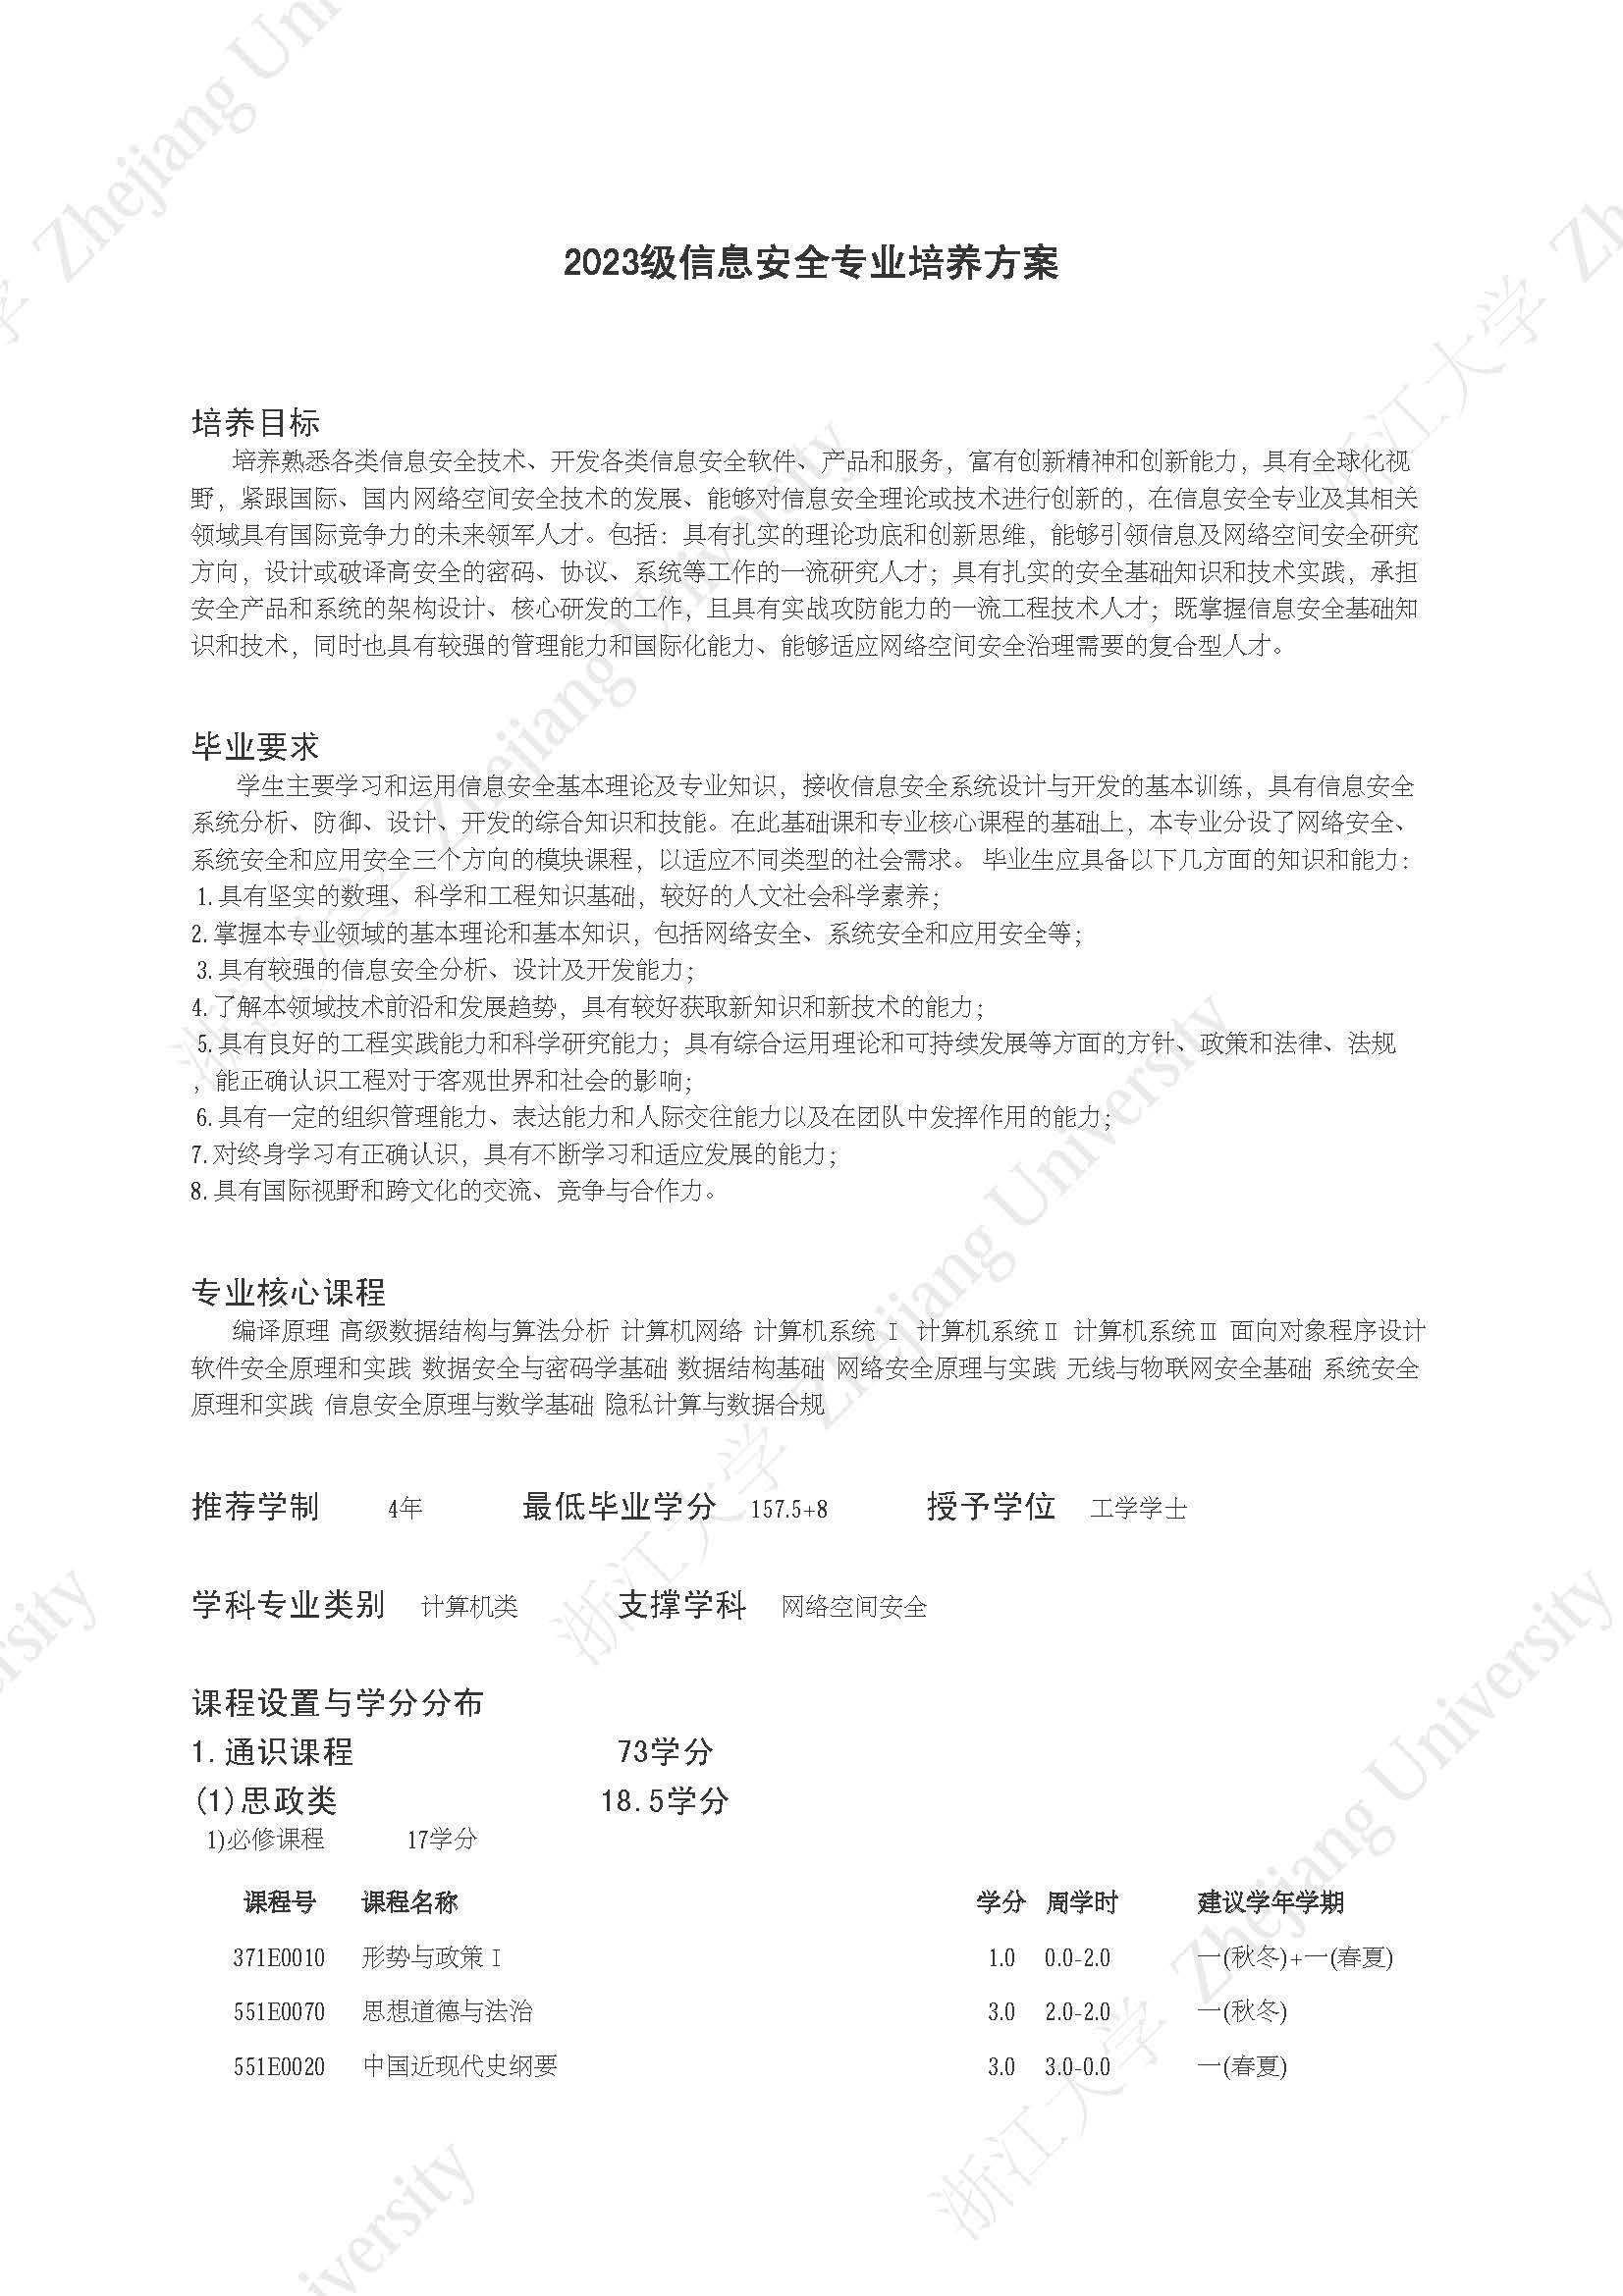 2023级信息安全专业培养方案
培养目标
培养熟悉各类信息安全技术、开发各类信息安全软件、产品和服务，富有创新精神和创新能力，具有全球化视
野，紧跟国际、国内网络空间安全技术的发展、能够对信息安全理论或技术进行创新的，在信息安全专业及其相关
领域具有国际竞争力的未来领军人才。包括：具有扎实的理论功底和创新思维，能够引领信息及网络空间安全研究
方向，设计或破译高安全的密码、协议、系统等工作的一流研究人才；具有扎实的安全基础知识和技术实践，承担
安全产品和系统的架构设计、核心研发的工作，且具有实战攻防能力的一流工程技术人才；既掌握信息安全基础知
识和技术，同时也具有较强的管理能力和国际化能力、能够适应网络空间安全治理需要的复合型人才。
毕业要求
学生主要学习和运用信息安全基本理论及专业知识，接收信息安全系统设计与开发的基本训练，具有信息安全
系统分析、防御、设计、开发的综合知识和技能。在此基础课和专业核心课程的基础上，本专业分设了网络安全、
系统安全和应用安全三个方向的模块课程，以适应不同类型的社会需求。 毕业生应具备以下几方面的知识和能力：
1.具有坚实的数理、科学和工程知识基础，较好的人文社会科学素养；
2.掌握本专业领域的基本理论和基本知识，包括网络安全、系统安全和应用安全等；
3.具有较强的信息安全分析、设计及开发能力；
4.了解本领域技术前沿和发展趋势，具有较好获取新知识和新技术的能力；
5.具有良好的工程实践能力和科学研究能力；具有综合运用理论和可持续发展等方面的方针、政策和法律、法规
，能正确认识工程对于客观世界和社会的影响；
6.具有一定的组织管理能力、表达能力和人际交往能力以及在团队中发挥作用的能力；
7.对终身学习有正确认识，具有不断学习和适应发展的能力；
8.具有国际视野和跨文化的交流、竞争与合作力。
专业核心课程
编译原理 高级数据结构与算法分析 计算机网络 计算机系统 Ⅰ 计算机系统Ⅱ 计算机系统Ⅲ 面向对象程序设计
软件安全原理和实践 数据安全与密码学基础 数据结构基础 网络安全原理与实践 无线与物联网安全基础 系统安全
原理和实践 信息安全原理与数学基础 隐私计算与数据合规
推荐学制 4年 最低毕业学分 157.5+8 授予学位 工学学士
学科专业类别 计算机类 支撑学科 网络空间安全
课程设置与学分分布
1.通识课程 73学分
(1)思政类 18.5学分
1)必修课程 17学分
课程号 课程名称 学分 周学时 建议学年学期
371E0010 形势与政策Ⅰ 1.0 0.0-2.0 一(秋冬)+一(春夏)
551E0070 思想道德与法治 3.0 2.0-2.0 一(秋冬)
551E0020 中国近现代史纲要 3.0 3.0-0.0 一(春夏)
浙江大学 Zhejiang University